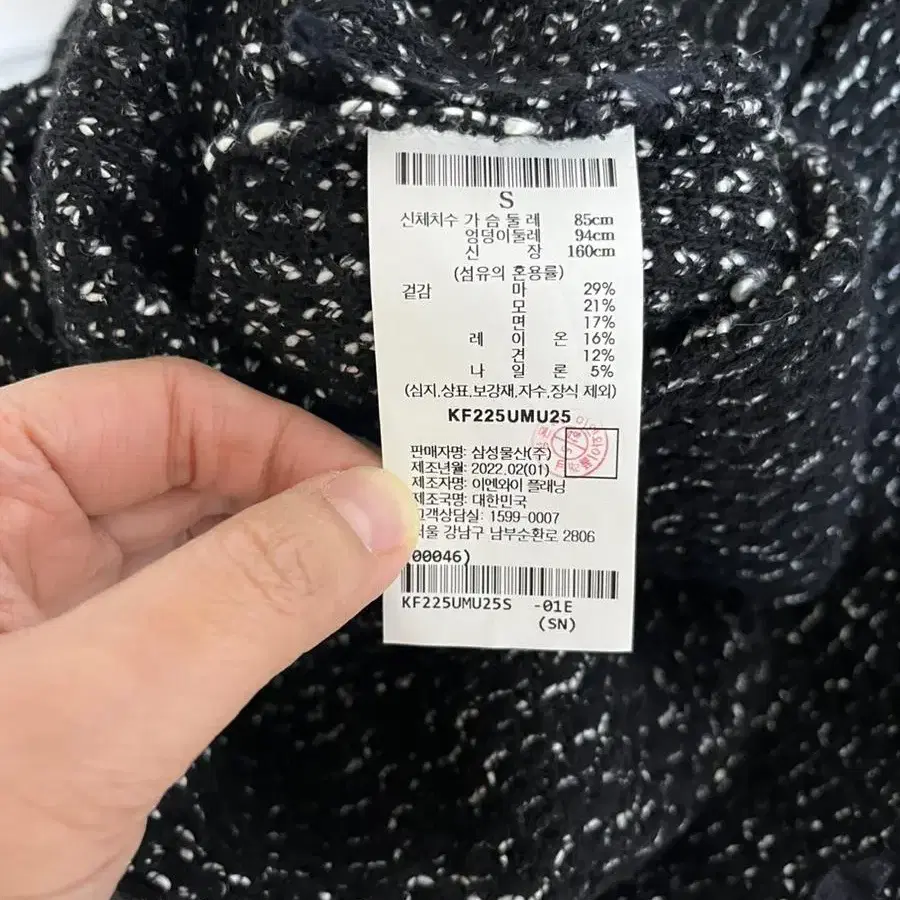 S
신체치수 가 슴 둘 레 85cm
엉덩이둘레 94cm
신 장 160cm
(섬유의 혼용률)
겉감 마 29%
모 21%
면 17%
레 이 온 16%
견 12%
나 일 론 5%
(심지,상표,보강재,자수,장식 제외)
KF225UMU25
판매자명: 삼성물산(주)
제조년월: 2022.02(01)
제조자명: 이엔와이 플래닝
제조국명: 대한민국
고객상담실: 1599-0007
서울 강남구 남부순환로 2806
00046)
KF225UMU25S -01E
(SN)